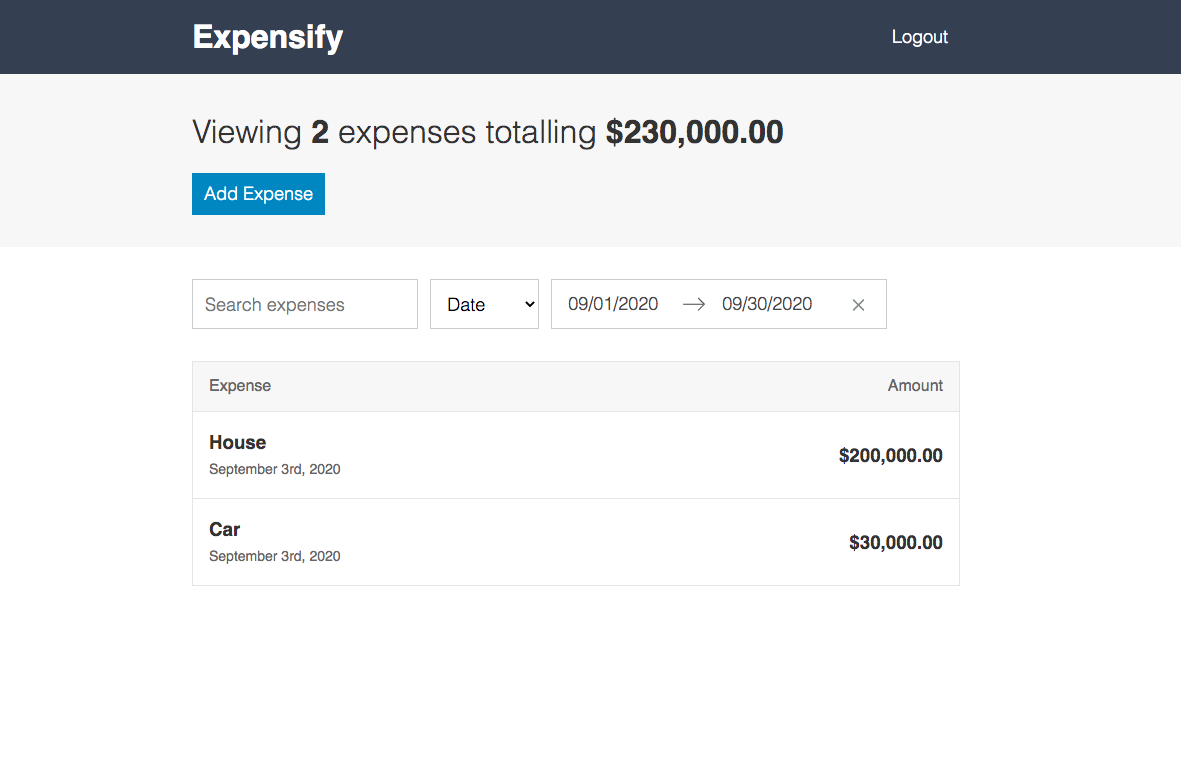 Expensify Logout
Viewing 2 expenses totalling $230,000.00
Add Expense
Search expenses Date 09/01/2020 → 09/30/2020 ×
Expense Amount
House
September 3rd, 2020 $200,000.00
Car
September 3rd, 2020 $30,000.00